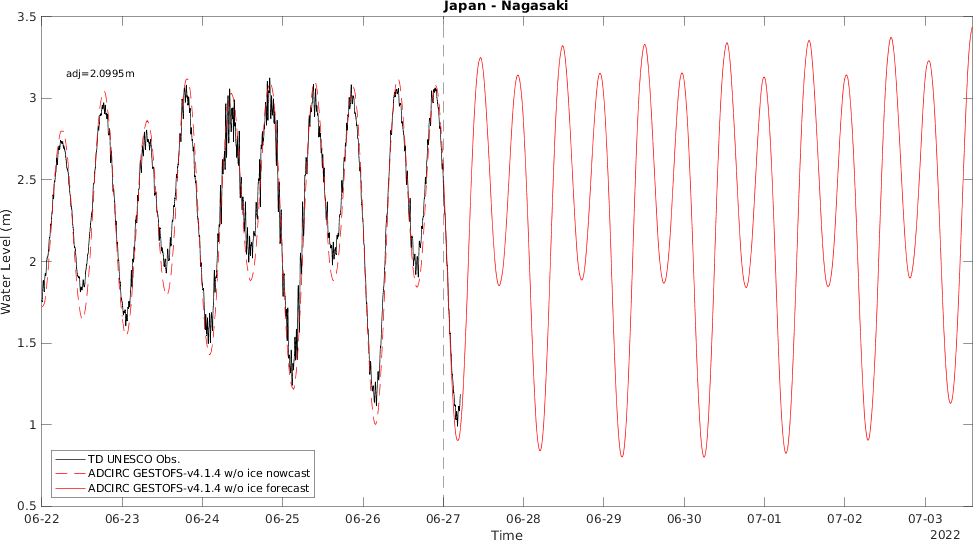 Japan - Nagasaki
3.5
adj=2.0995m
3
2.5
2
1.5
1
0.5
Water Level (m)
TD UNESCO Obs.
ADCIRC GESTOFS-v4.1.4 w/o ice nowcast
ADCIRC GESTOFS-v4.1.4 w/o ice forecast
06-22 06-23 06-24 06-25 06-26 06-27 06-28 06-29 06-30 07-01 07-02 07-03
Time
2022